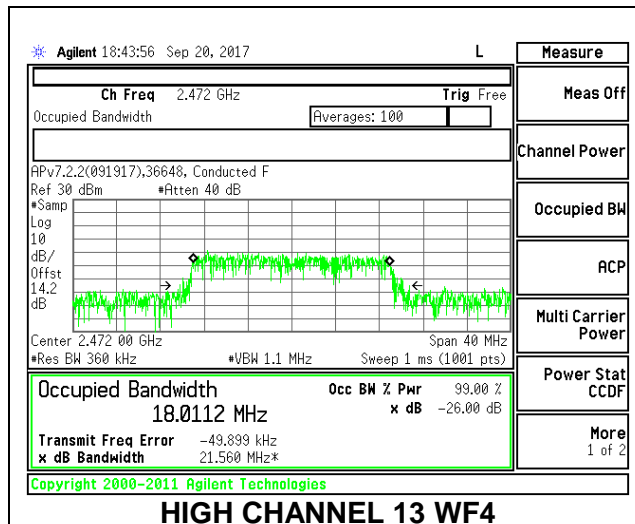 Agilent 18:43:56 Sep 20, 2017 L
Measure
Ch Freq 2.472 GHz Trig Free
Meas Off
Occupied Bandwidth Averages: 100
Channel Power
APv7.2.2(091917),36648, Conducted F
Ref 30 dBm #Atten 40 dB
#Samp
Log
10
dB/
Offst
14.2
dB
Occupied BW
ACP
Multi Carrier
Power
Center 2.472 00 GHz Span 40 MHz
#Res BW 360 kHz #VBW 1.1 MHz Sweep 1 ms (1001 pts)
Power Stat
CCDF
Occupied Bandwidth Occ BW % Pwr 99.00 %
18.0112 MHz x dB -26.00 dB
Transmit Freq Error -49.899 kHz
x dB Bandwidth 21.560 MHz*
More
1 of 2
Copyright 2000-2011 Agilent Technologies
HIGH CHANNEL 13 WF4